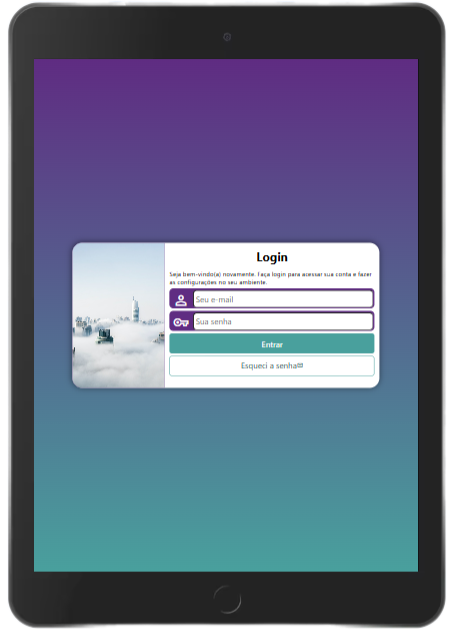 Login
Seja bem-vindo(a) novamente. Faça login para acessar sua conta e fazer
as configurações no seu ambiente.
Seu e-mail
Sua senha
Entrar
Esqueci a senha